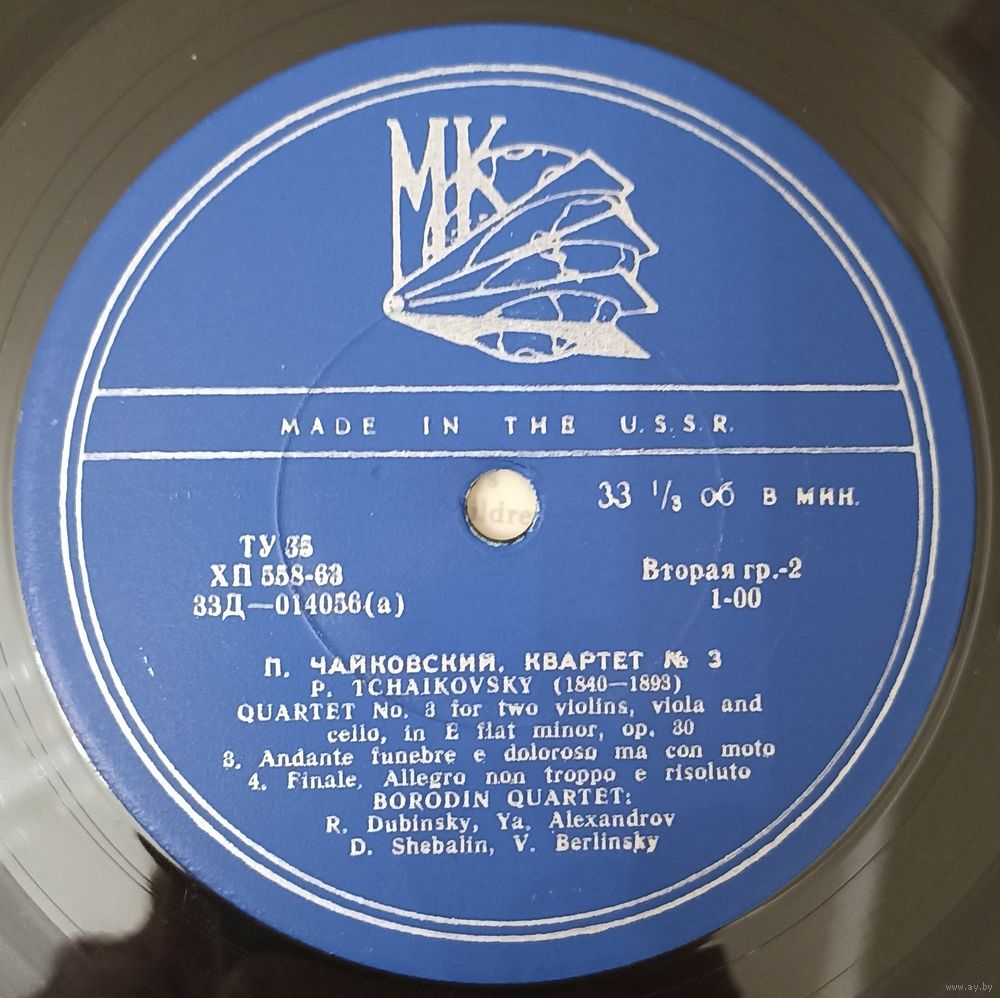 МК
MADE IN THE U.S.S.R.
33 1/3 об в мин.
ТУ 35
ХП 558-63
33Д—014056(а)
Вторая гр.-2
1-00
П. ЧАЙКОВСКИЙ. КВАРТЕТ № 3
P. TCHAIKOVSKY (1840—1893)
QUARTET No. 3 for two violins, viola and
cello, in E flat minor, op. 30
3. Andante funebre e doloroso ma con moto
4. Finale. Allegro non troppo e risoluto
BORODIN QUARTET:
R. Dubinsky, Ya. Alexandrov
D. Shebalin, V. Berlinsky
www.ay.by